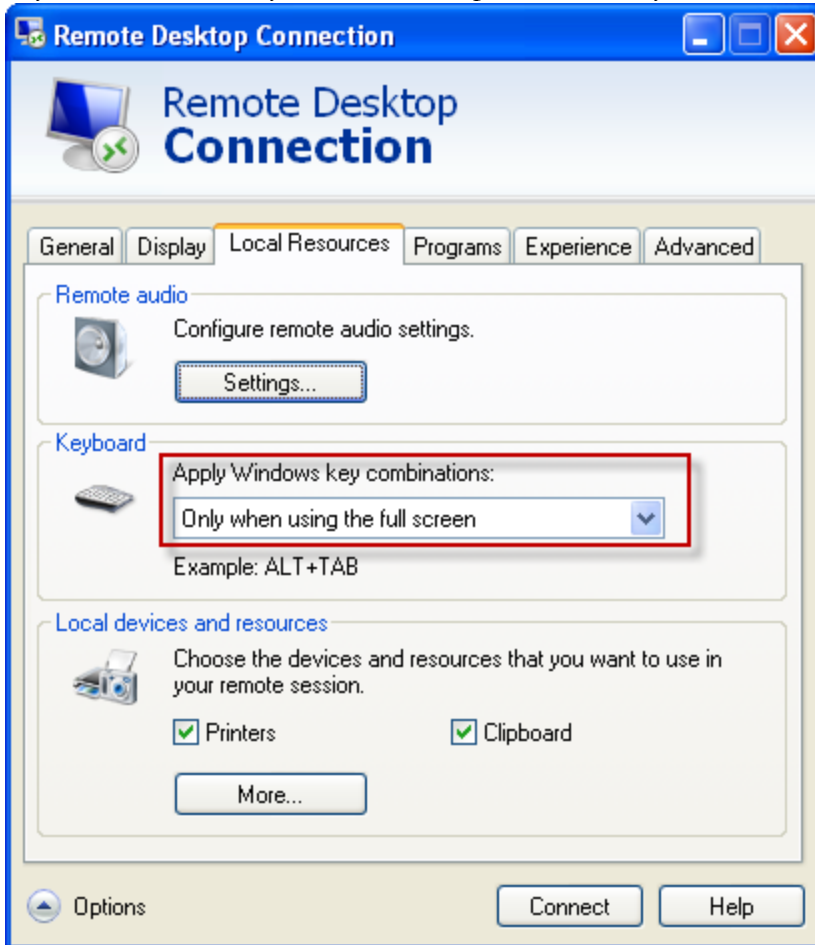 Remote Desktop Connection
Remote Desktop
Connection
General Display Local Resources Programs Experience Advanced
Remote audio
Configure remote audio settings.
Settings...
Keyboard
Apply Windows key combinations:
Only when using the full screen
Example: ALT+TAB
Local devices and resources
Choose the devices and resources that you want to use in
your remote session.
Printers Clipboard
More...
Options Connect Help